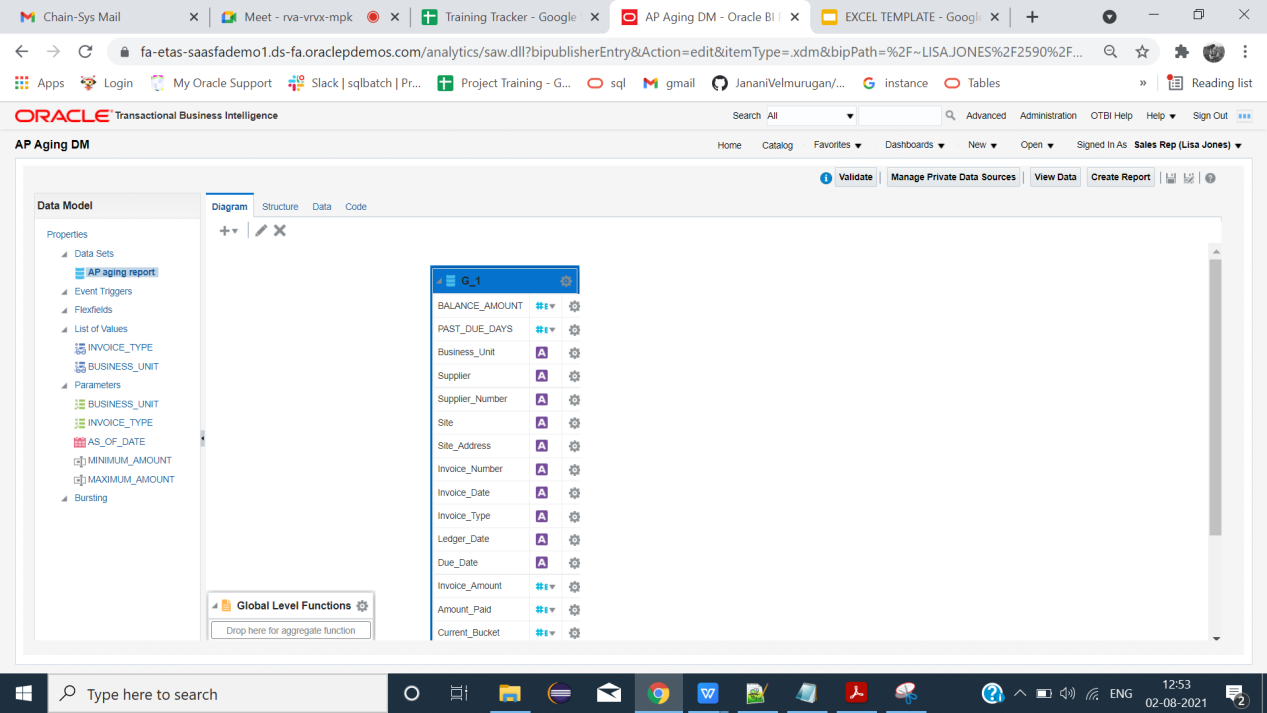 Chain-Sys Mail
Meet - rva-vrvx-mpk
Training Tracker - Google
AP Aging DM - Oracle BI
EXCEL TEMPLATE - Google
fa-etas-saasfademo1.ds-fa.oraclepdemos.com/analytics/saw.dll?bipublisherEntry&Action=edit&itemType=.xdm&bipPath=%2F~LISA.JONES%2F2590%2F...
Apps
Login
My Oracle Support
Slack | sqlbatch | Pr...
Project Training - G...
sql
gmail
JananiVelmurugan/...
instance
Tables
»
Reading list
ORACLE Transactional Business Intelligence
Search All
Advanced
Administration
OTBI Help
Help
Sign Out
AP Aging DM
Home
Catalog
Favorites
Dashboards
New
Open
Signed In As Sales Rep (Lisa Jones)
Validate
Manage Private Data Sources
View Data
Create Report
Data Model
Properties
Data Sets
AP aging report
Event Triggers
Flexfields
List of Values
INVOICE_TYPE
BUSINESS_UNIT
Parameters
BUSINESS_UNIT
INVOICE_TYPE
AS_OF_DATE
MINIMUM_AMOUNT
MAXIMUM_AMOUNT
Bursting
Diagram
Structure
Data
Code
G_1
BALANCE_AMOUNT
PAST_DUE_DAYS
Business_Unit
Supplier
Supplier_Number
Site
Site_Address
Invoice_Number
Invoice_Date
Invoice_Type
Ledger_Date
Due_Date
Invoice_Amount
Amount_Paid
Current_Bucket
Global Level Functions
Drop here for aggregate function
Type here to search
ENG
12:53
02-08-2021
2